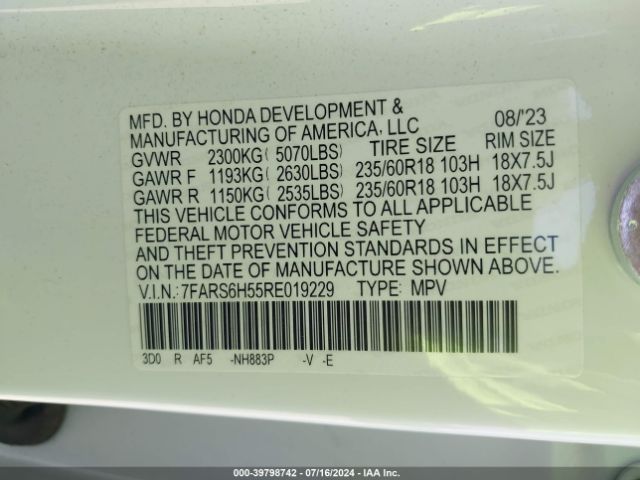 MFD. BY HONDA DEVELOPMENT &
MANUFACTURING OF AMERICA, LLC 08/'23
GVWR 2300KG( 5070LBS) TIRE SIZE RIM SIZE
GAWR F 1193KG( 2630LBS) 235/60R18 103H 18X7.5J
GAWR R 1150KG( 2535LBS) 235/60R18 103H 18X7.5J
THIS VEHICLE CONFORMS TO ALL APPLICABLE
FEDERAL MOTOR VEHICLE SAFETY
AND THEFT PREVENTION STANDARDS IN EFFECT
ON THE DATE OF MANUFACTURE SHOWN ABOVE.
V.I.N.:7FARS6H55RE019229 TYPE: MPV
3D0 R AF5 -NH883P -V -E
© - 39798742 / 07/16/2024 - IAA Inc.